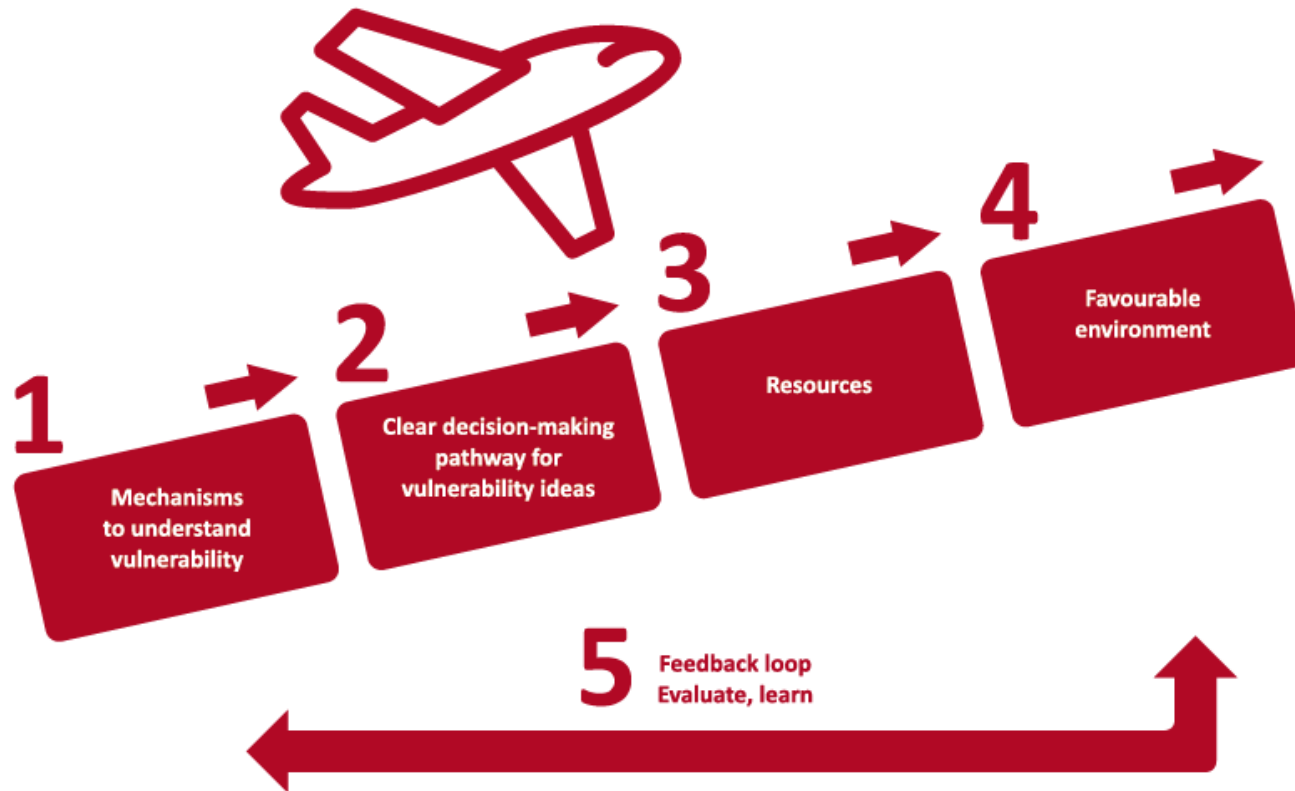 1
Mechanisms
to understand
vulnerability
2
Clear decision-making
pathway for
vulnerability ideas
3
Resources
4
Favourable
environment
5
Feedback loop
Evaluate, learn